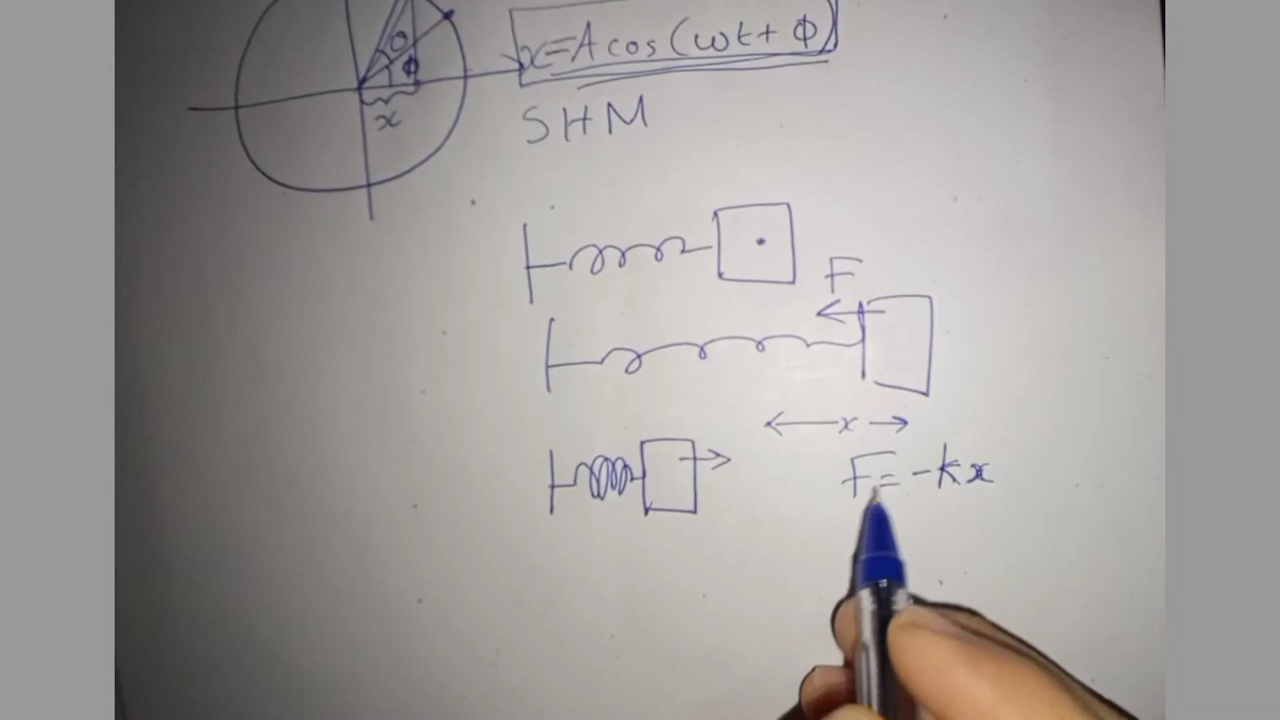 θ
ϕ
x
x=Acos(ωt+ϕ)
SHM
F
x
F=-kx